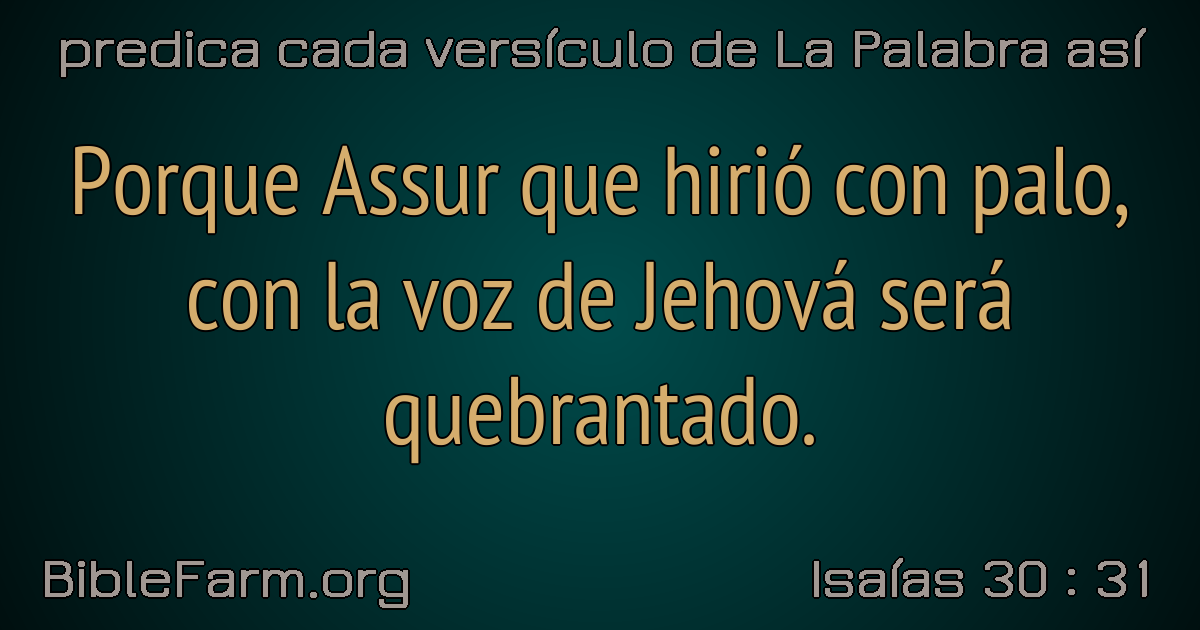 predica cada versículo de La Palabra así
Porque Assur que hirió con palo,
con la voz de Jehová será
quebrantado.
BibleFarm.org
Isaías 30 : 31